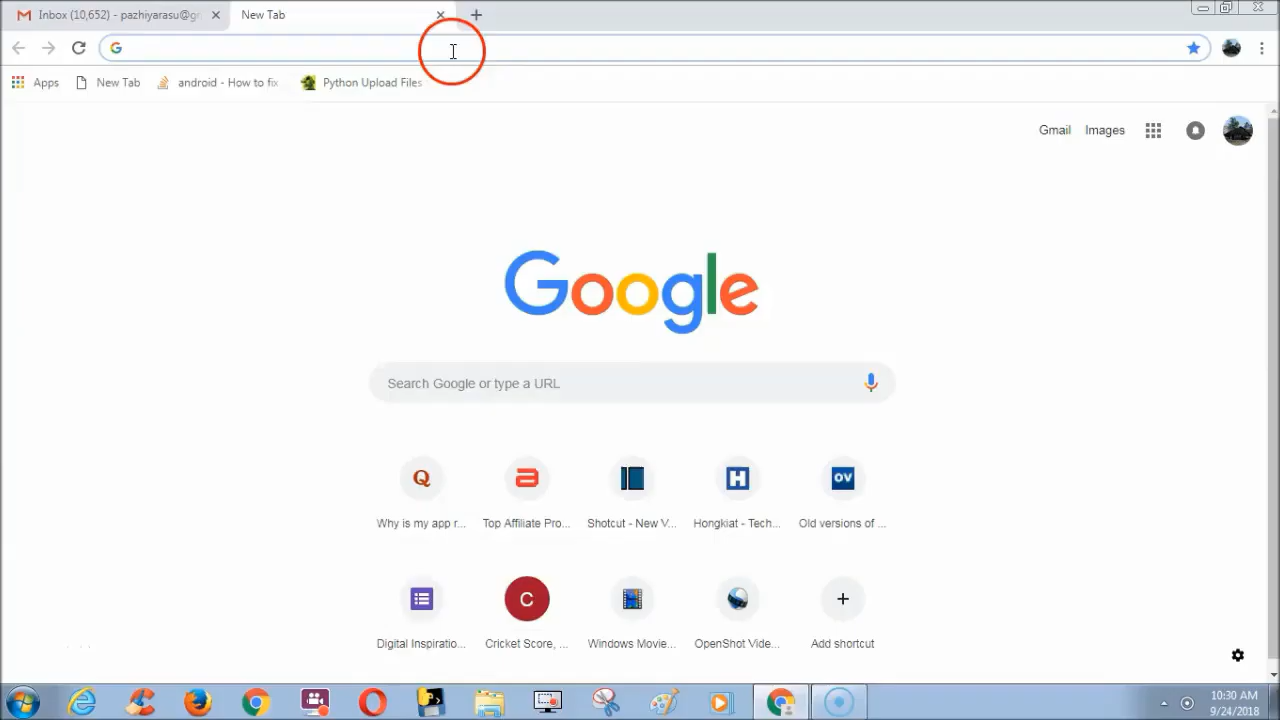 Inbox (10,652) - pazhiyarasu@gr
New Tab
Apps
New Tab
android - How to fix
Python Upload Files
Gmail
Images
Google
Search Google or type a URL
Q
a
H
OV
Why is my app r...
Top Affiliate Pro...
Shotcut - New V...
Hongkiat - Tech...
Old versions of ...
C
Digital Inspiratio...
Cricket Score, ...
Windows Movie...
OpenShot Vide...
Add shortcut
10:30 AM
9/24/2018